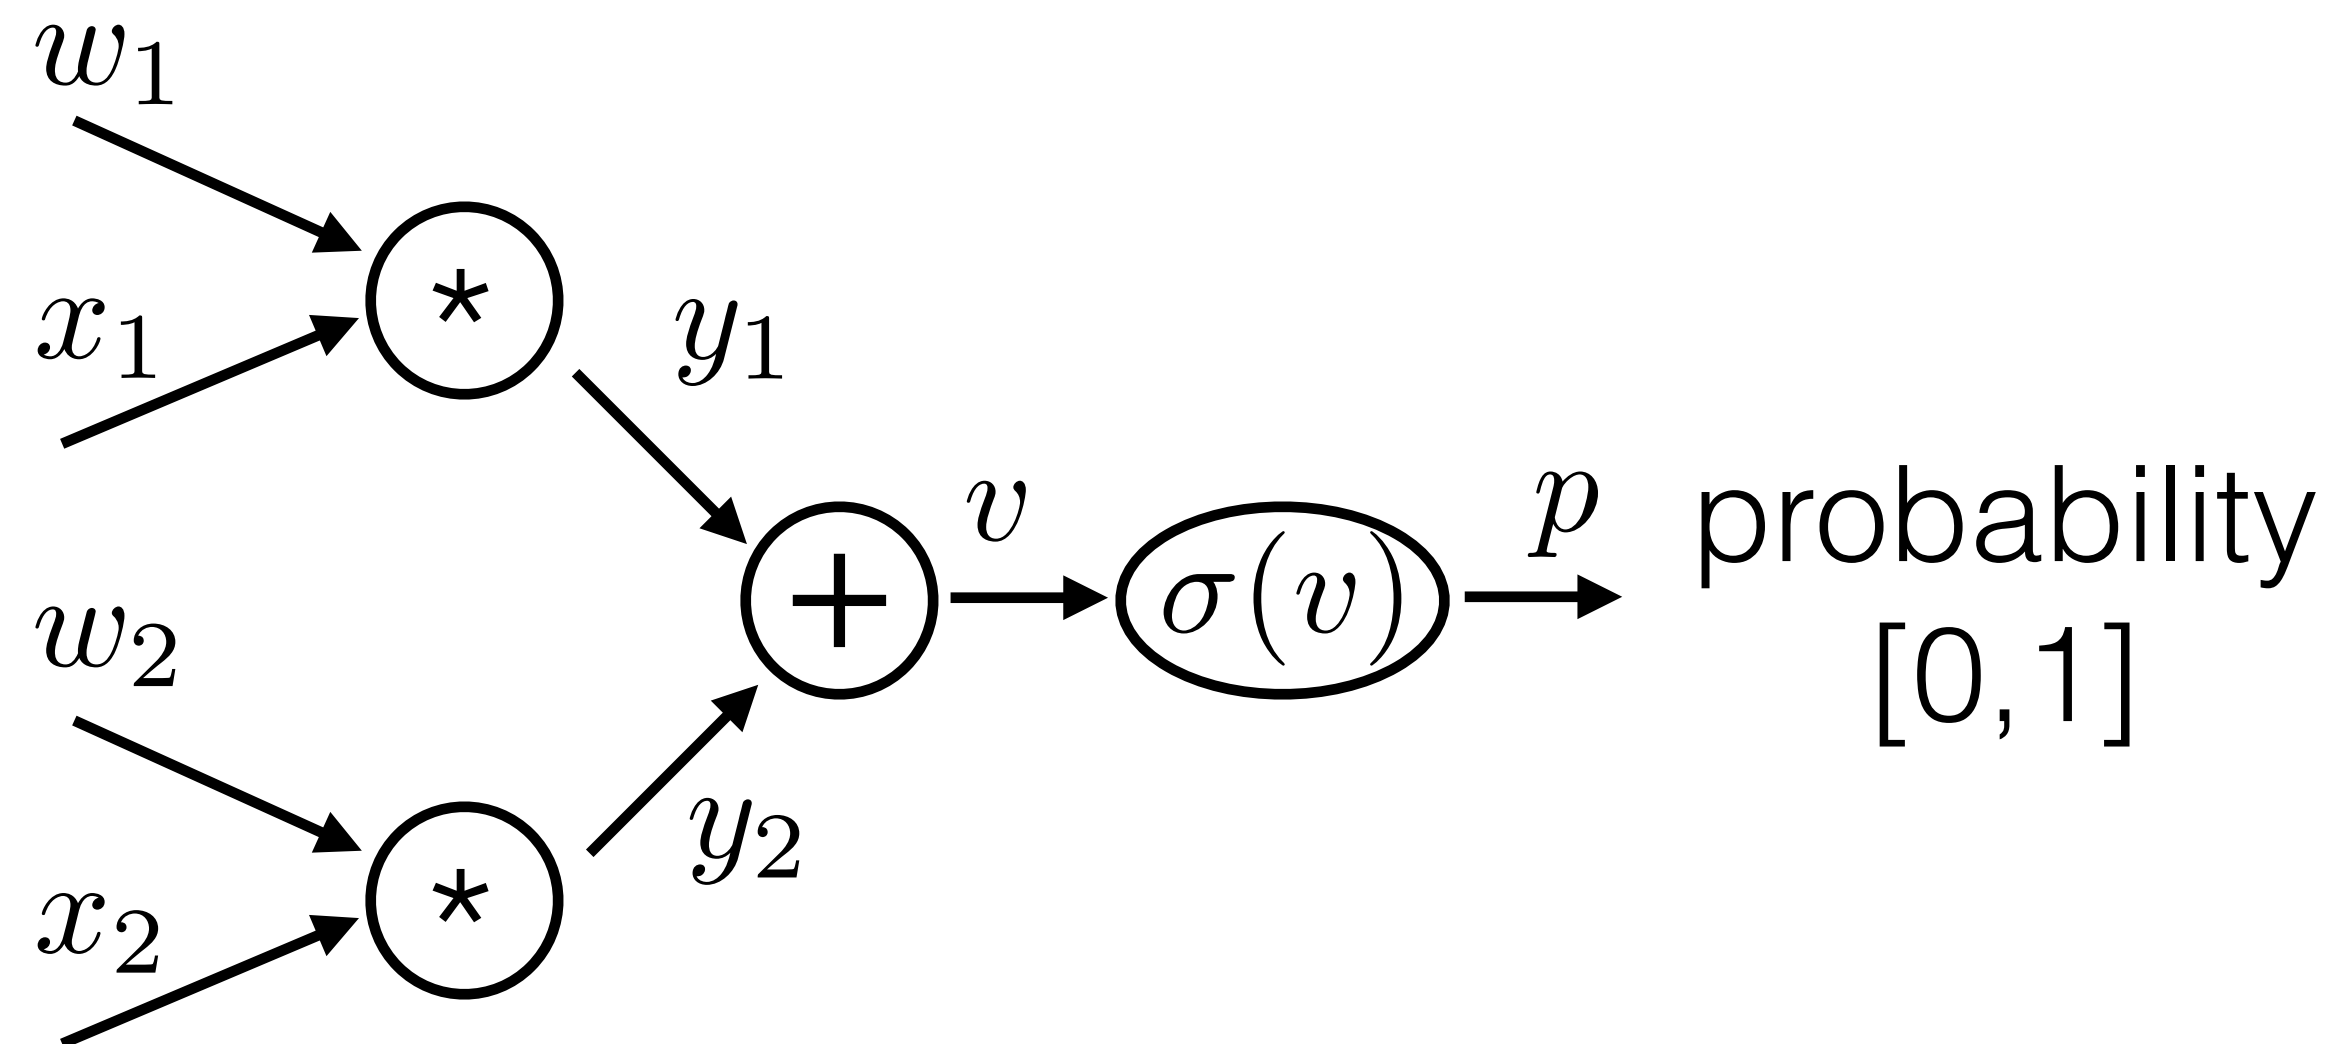 w₁
x₁
*
y₁
w₂
x₂
*
y₂
+
v
σ(v)
p
probability
[0,1]